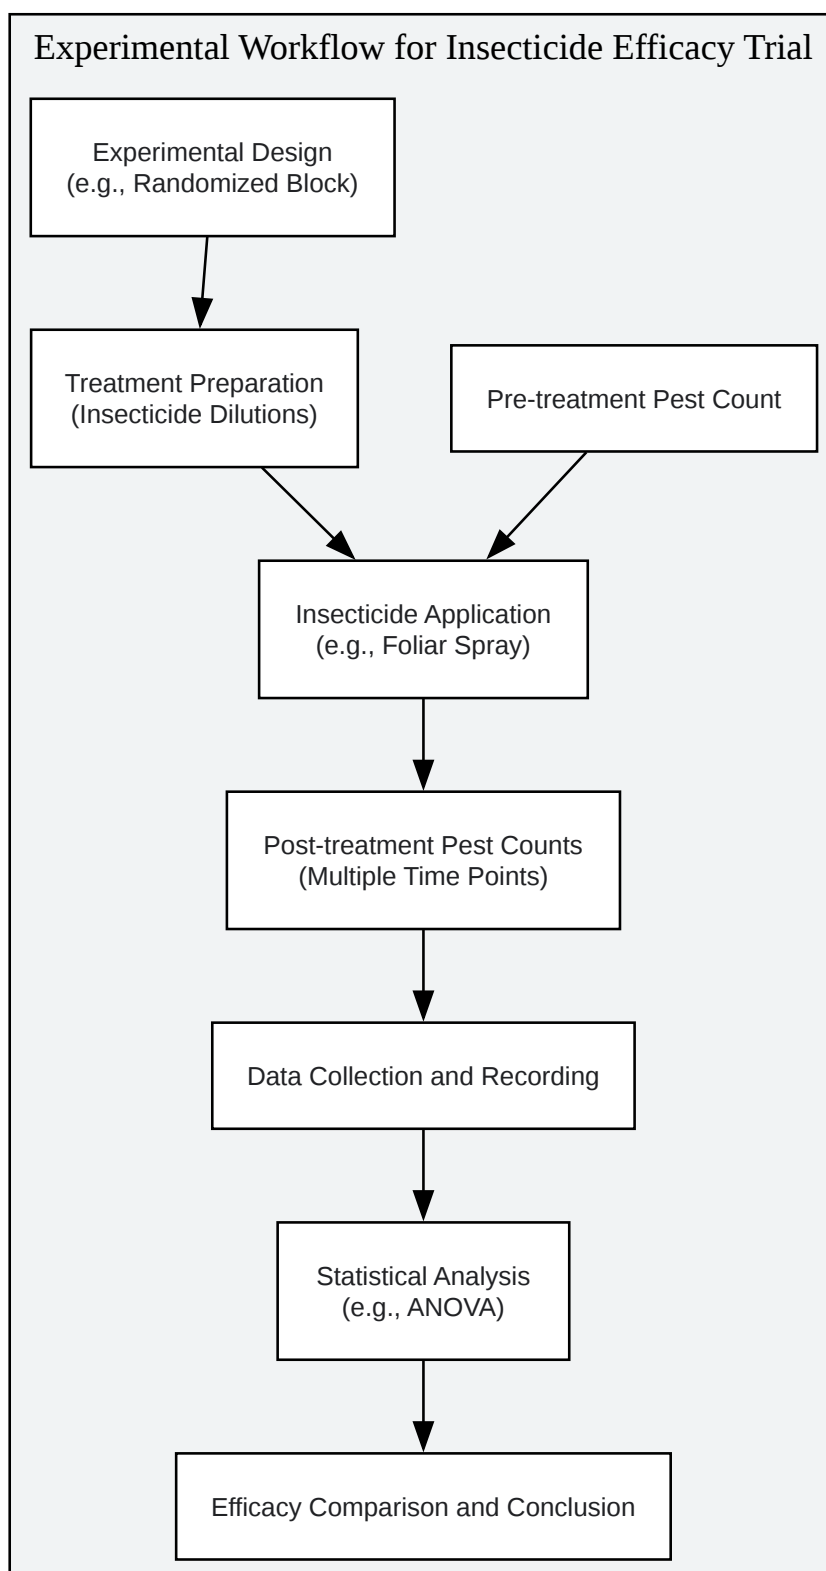 Experimental Workflow for Insecticide Efficacy Trial
Experimental Design
(e.g., Randomized Block)
Treatment Preparation
(Insecticide Dilutions)
Pre-treatment Pest Count
Insecticide Application
(e.g., Foliar Spray)
Post-treatment Pest Counts
(Multiple Time Points)
Data Collection and Recording
Statistical Analysis
(e.g., ANOVA)
Efficacy Comparison and Conclusion